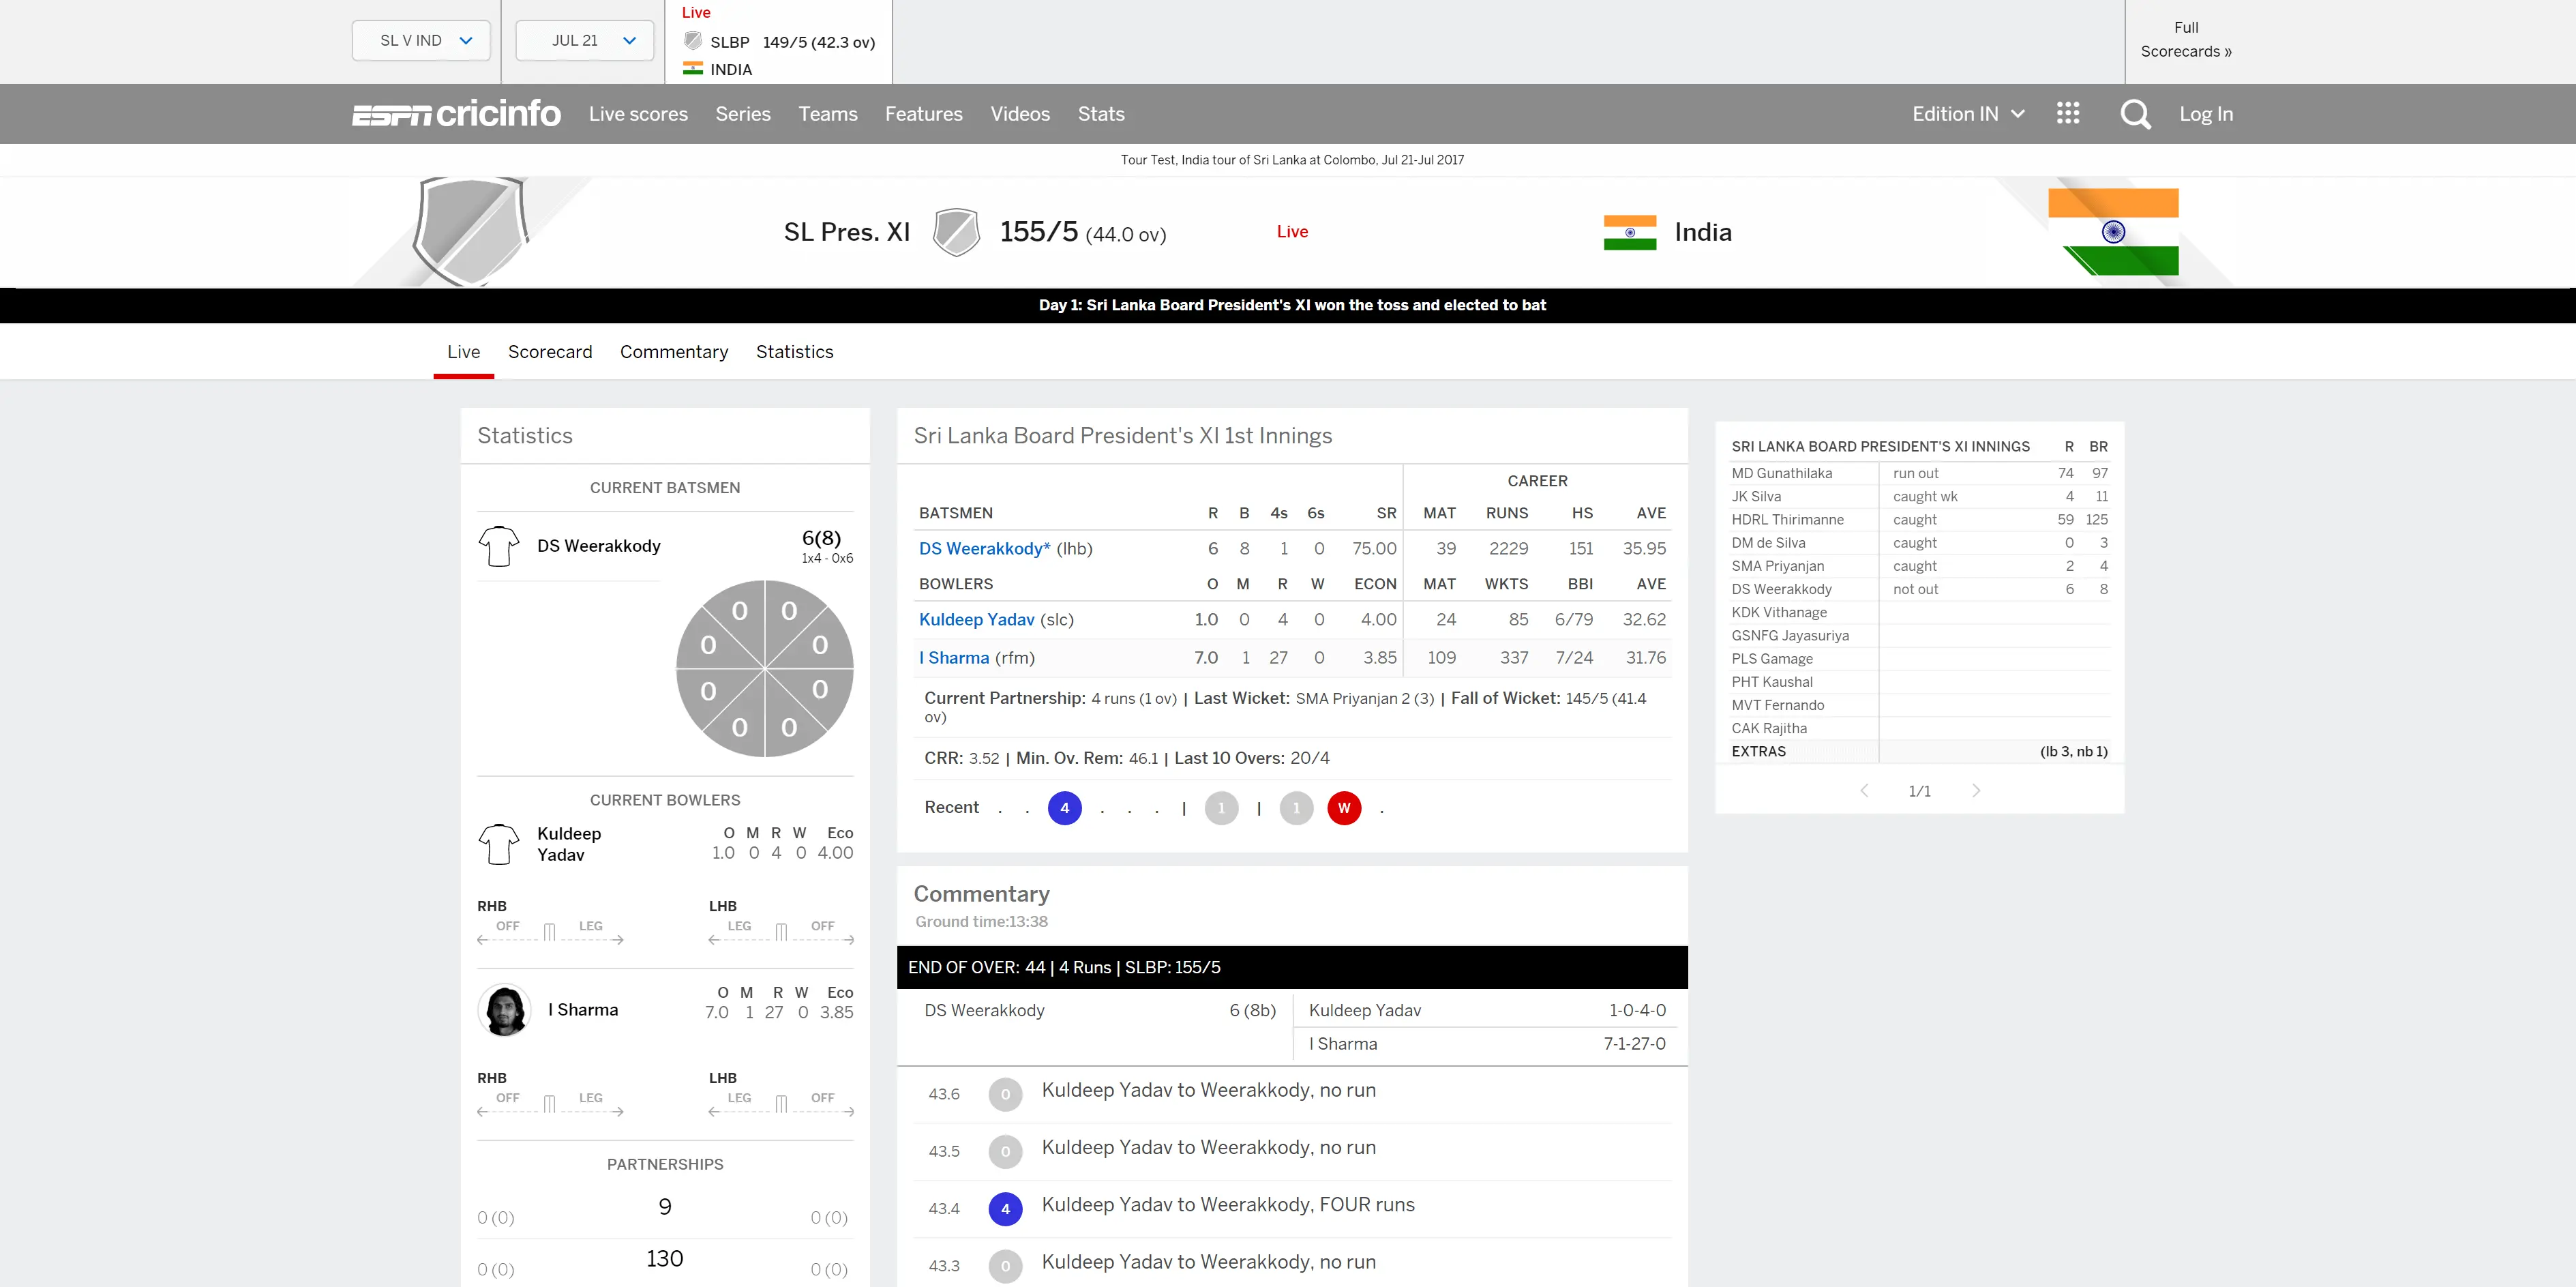 SL V IND
JUL 21
Live
SLBP 149/5 (42.3 ov)
INDIA
Full
Scorecards »
ESPN cricinfo Live scores Series Teams Features Videos Stats Edition IN Log In
Tour Test, India tour of Sri Lanka at Colombo, Jul 21-Jul 2017
SL Pres. XI 155/5 (44.0 ov) Live India
Day 1: Sri Lanka Board President's XI won the toss and elected to bat
Live Scorecard Commentary Statistics
Statistics
CURRENT BATSMEN
DS Weerakkody 6(8)
1x4 - 0x6
0 0
0 0
0 0
0 0
CURRENT BOWLERS
Kuldeep
Yadav
O M R W Eco
1.0 0 4 0 4.00
RHB LHB
OFF LEG LEG OFF
I Sharma
O M R W Eco
7.0 1 27 0 3.85
RHB LHB
OFF LEG LEG OFF
PARTNERSHIPS
9
0 (0) 0 (0)
130
0 (0) 0 (0)
Sri Lanka Board President's XI 1st Innings
CAREER
BATSMEN R B 4s 6s SR MAT RUNS HS AVE
DS Weerakkody* (lhb) 6 8 1 0 75.00 39 2229 151 35.95
BOWLERS O M R W ECON MAT WKTS BBI AVE
Kuldeep Yadav (slc) 1.0 0 4 0 4.00 24 85 6/79 32.62
I Sharma (rfm) 7.0 1 27 0 3.85 109 337 7/24 31.76
Current Partnership: 4 runs (1 ov) | Last Wicket: SMA Priyanjan 2 (3) | Fall of Wicket: 145/5 (41.4
ov)
CRR: 3.52 | Min. Ov. Rem: 46.1 | Last 10 Overs: 20/4
Recent . . 4 . . . | 1 | 1 W .
Commentary
Ground time:13:38
END OF OVER: 44 | 4 Runs | SLBP: 155/5
DS Weerakkody 6 (8b) Kuldeep Yadav 1-0-4-0
I Sharma 7-1-27-0
43.6 0 Kuldeep Yadav to Weerakkody, no run
43.5 0 Kuldeep Yadav to Weerakkody, no run
43.4 4 Kuldeep Yadav to Weerakkody, FOUR runs
43.3 0 Kuldeep Yadav to Weerakkody, no run
SRI LANKA BOARD PRESIDENT'S XI INNINGS R BR
MD Gunathilaka run out 74 97
JK Silva caught wk 4 11
HDRL Thirimanne caught 59 125
DM de Silva caught 0 3
SMA Priyanjan caught 2 4
DS Weerakkody not out 6 8
KDK Vithanage
GSNFG Jayasuriya
PLS Gamage
PHT Kaushal
MVT Fernando
CAK Rajitha
EXTRAS (lb 3, nb 1)
1/1